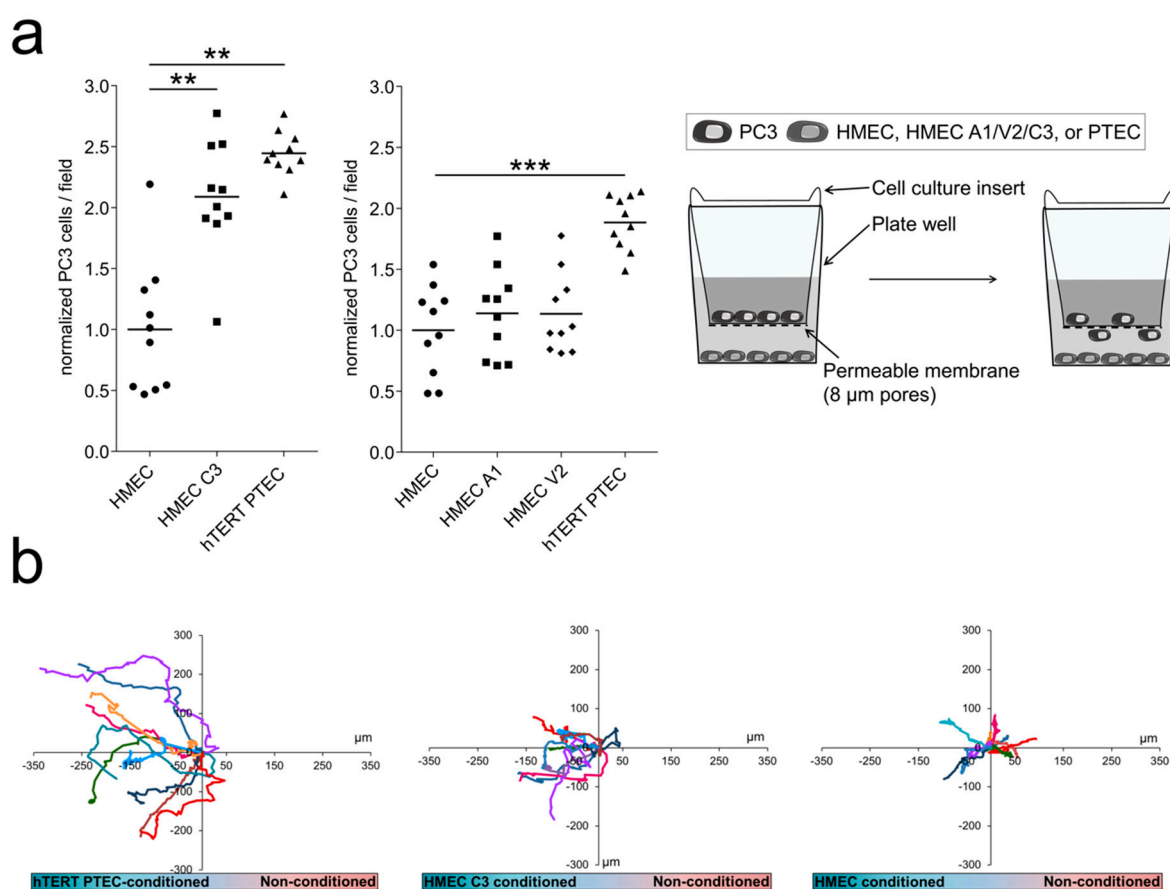 a
**
**
3.0
2.5
2.0
1.5
1.0
0.5
0.0
normalized PC3 cells / field
HMEC
HMEC C3
hTERT PTEC
***
3.0
2.5
2.0
1.5
1.0
0.5
0.0
normalized PC3 cells / field
HMEC
HMEC A1
HMEC V2
hTERT PTEC
PC3 HMEC, HMEC A1/V2/C3, or PTEC
Cell culture insert
Plate well
Permeable membrane
(8 µm pores)
b
300
200
100
0
-100
-200
-300
-350 -250 -150 -50 50 150 250 350
µm
hTERT PTEC-conditioned Non-conditioned
300
200
100
0
-100
-200
-300
-350 -250 -150 -50 50 150 250 350
µm
µm
HMEC C3 conditioned Non-conditioned
300
200
100
0
-100
-200
-300
-350 -250 -150 -50 50 150 250 350
µm
HMEC conditioned Non-conditioned